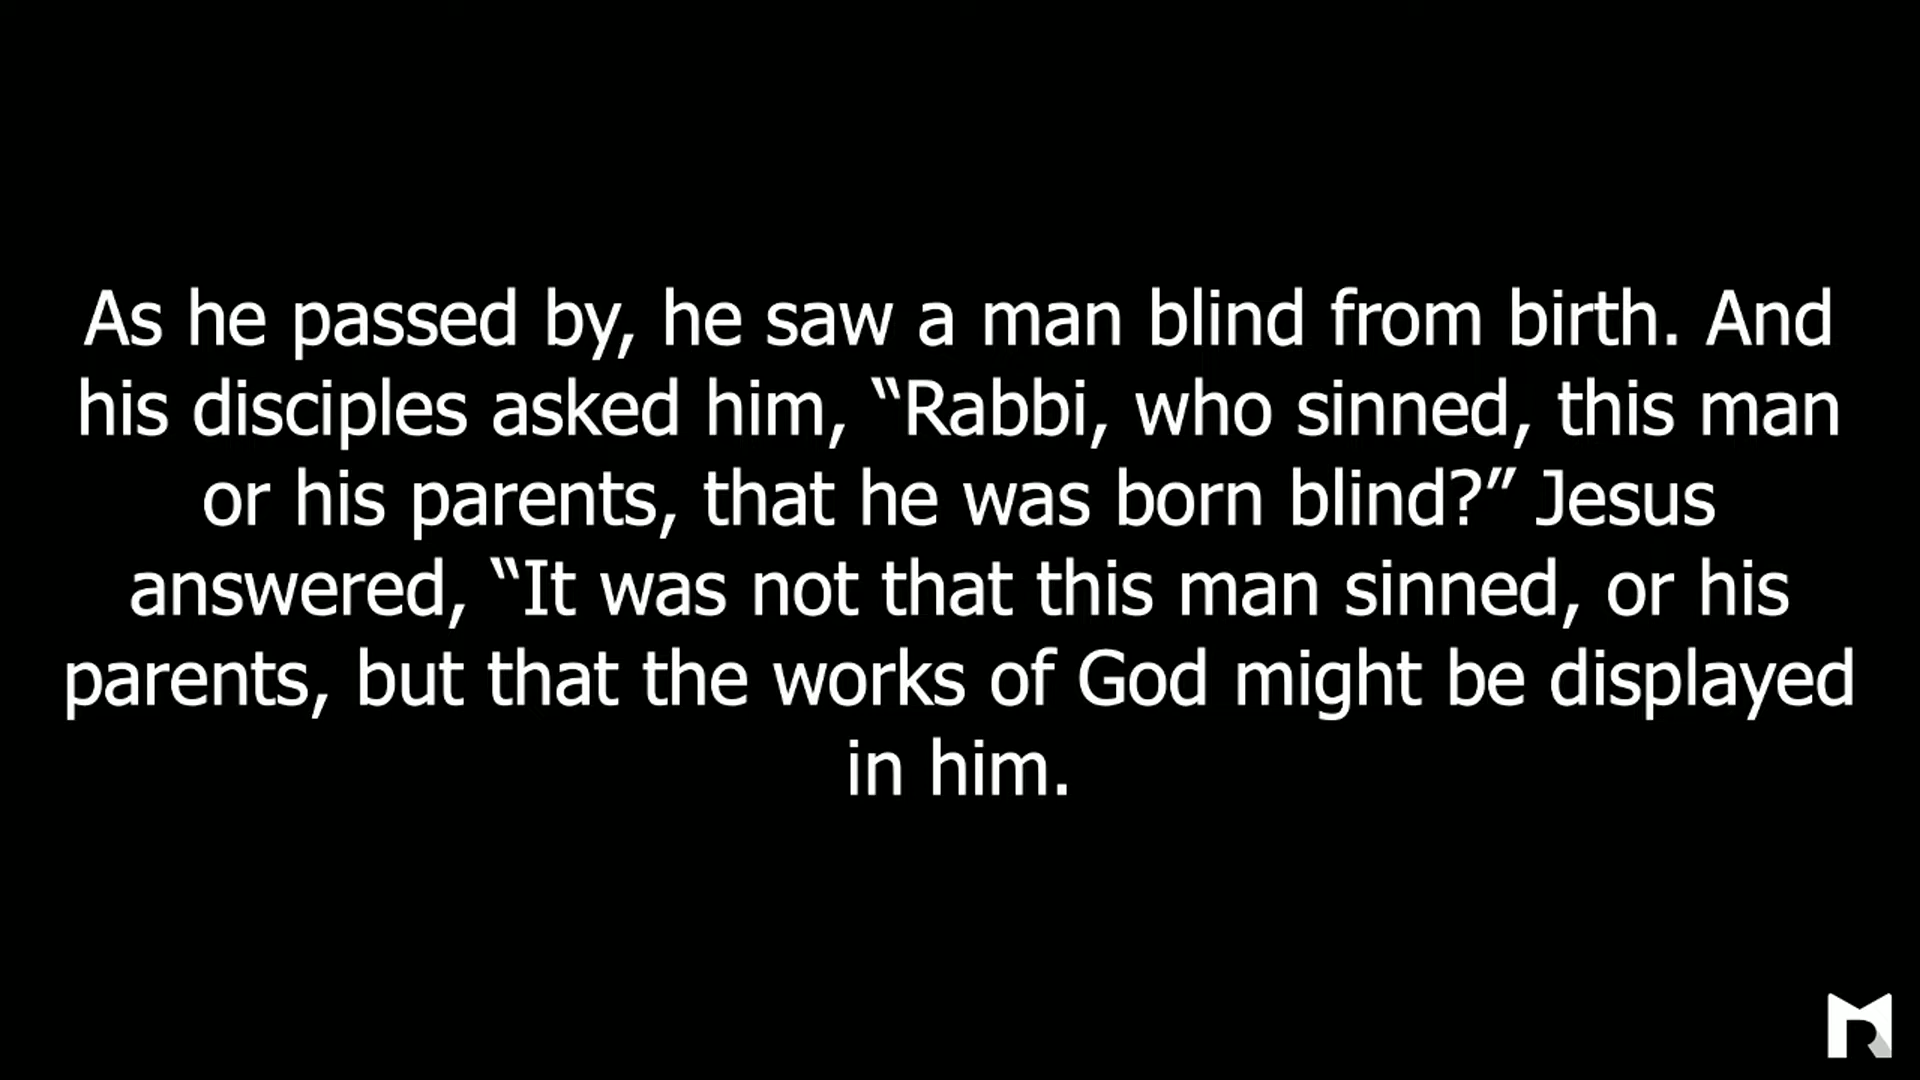 As he passed by, he saw a man blind from birth. And
his disciples asked him, “Rabbi, who sinned, this man
or his parents, that he was born blind?” Jesus
answered, “It was not that this man sinned, or his
parents, but that the works of God might be displayed
in him.